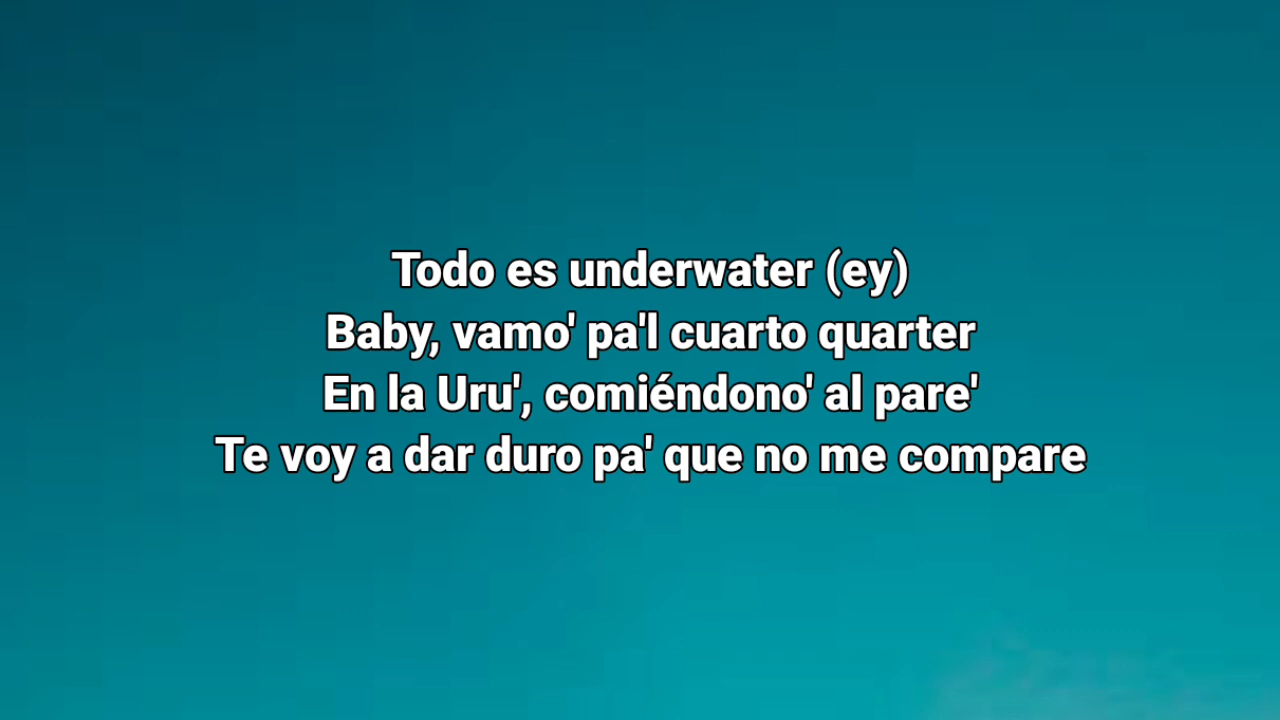 Todo es underwater (ey)
Baby, vamo' pa'l cuarto quarter
En la Uru', comiéndono' al pare'
Te voy a dar duro pa' que no me compare